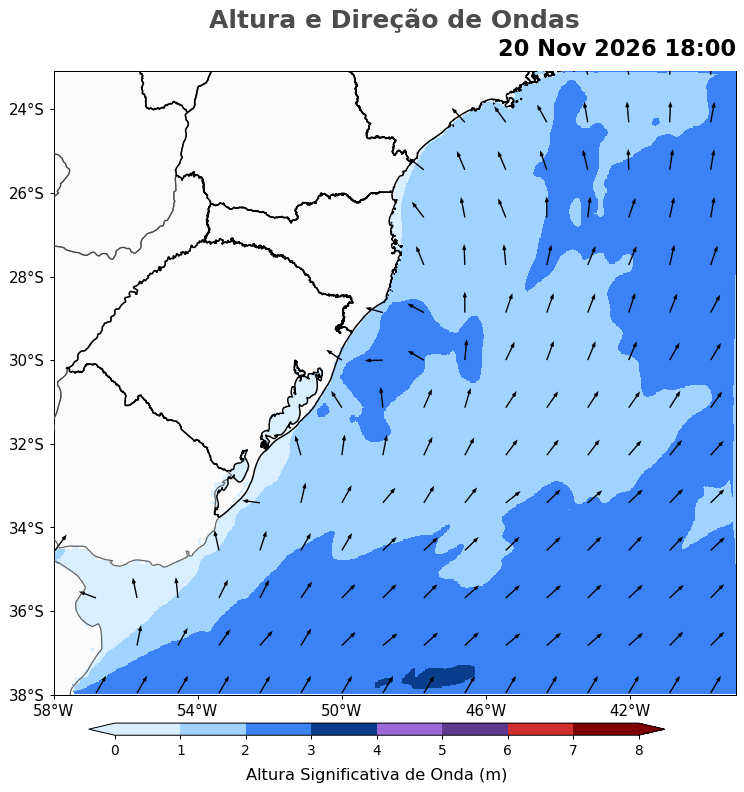 Altura e Direção de Ondas
20 Nov 2026 18:00
24°S
26°S
28°S
30°S
32°S
34°S
36°S
38°S
58°W 54°W 50°W 46°W 42°W
0 1 2 3 4 5 6 7 8
Altura Significativa de Onda (m)